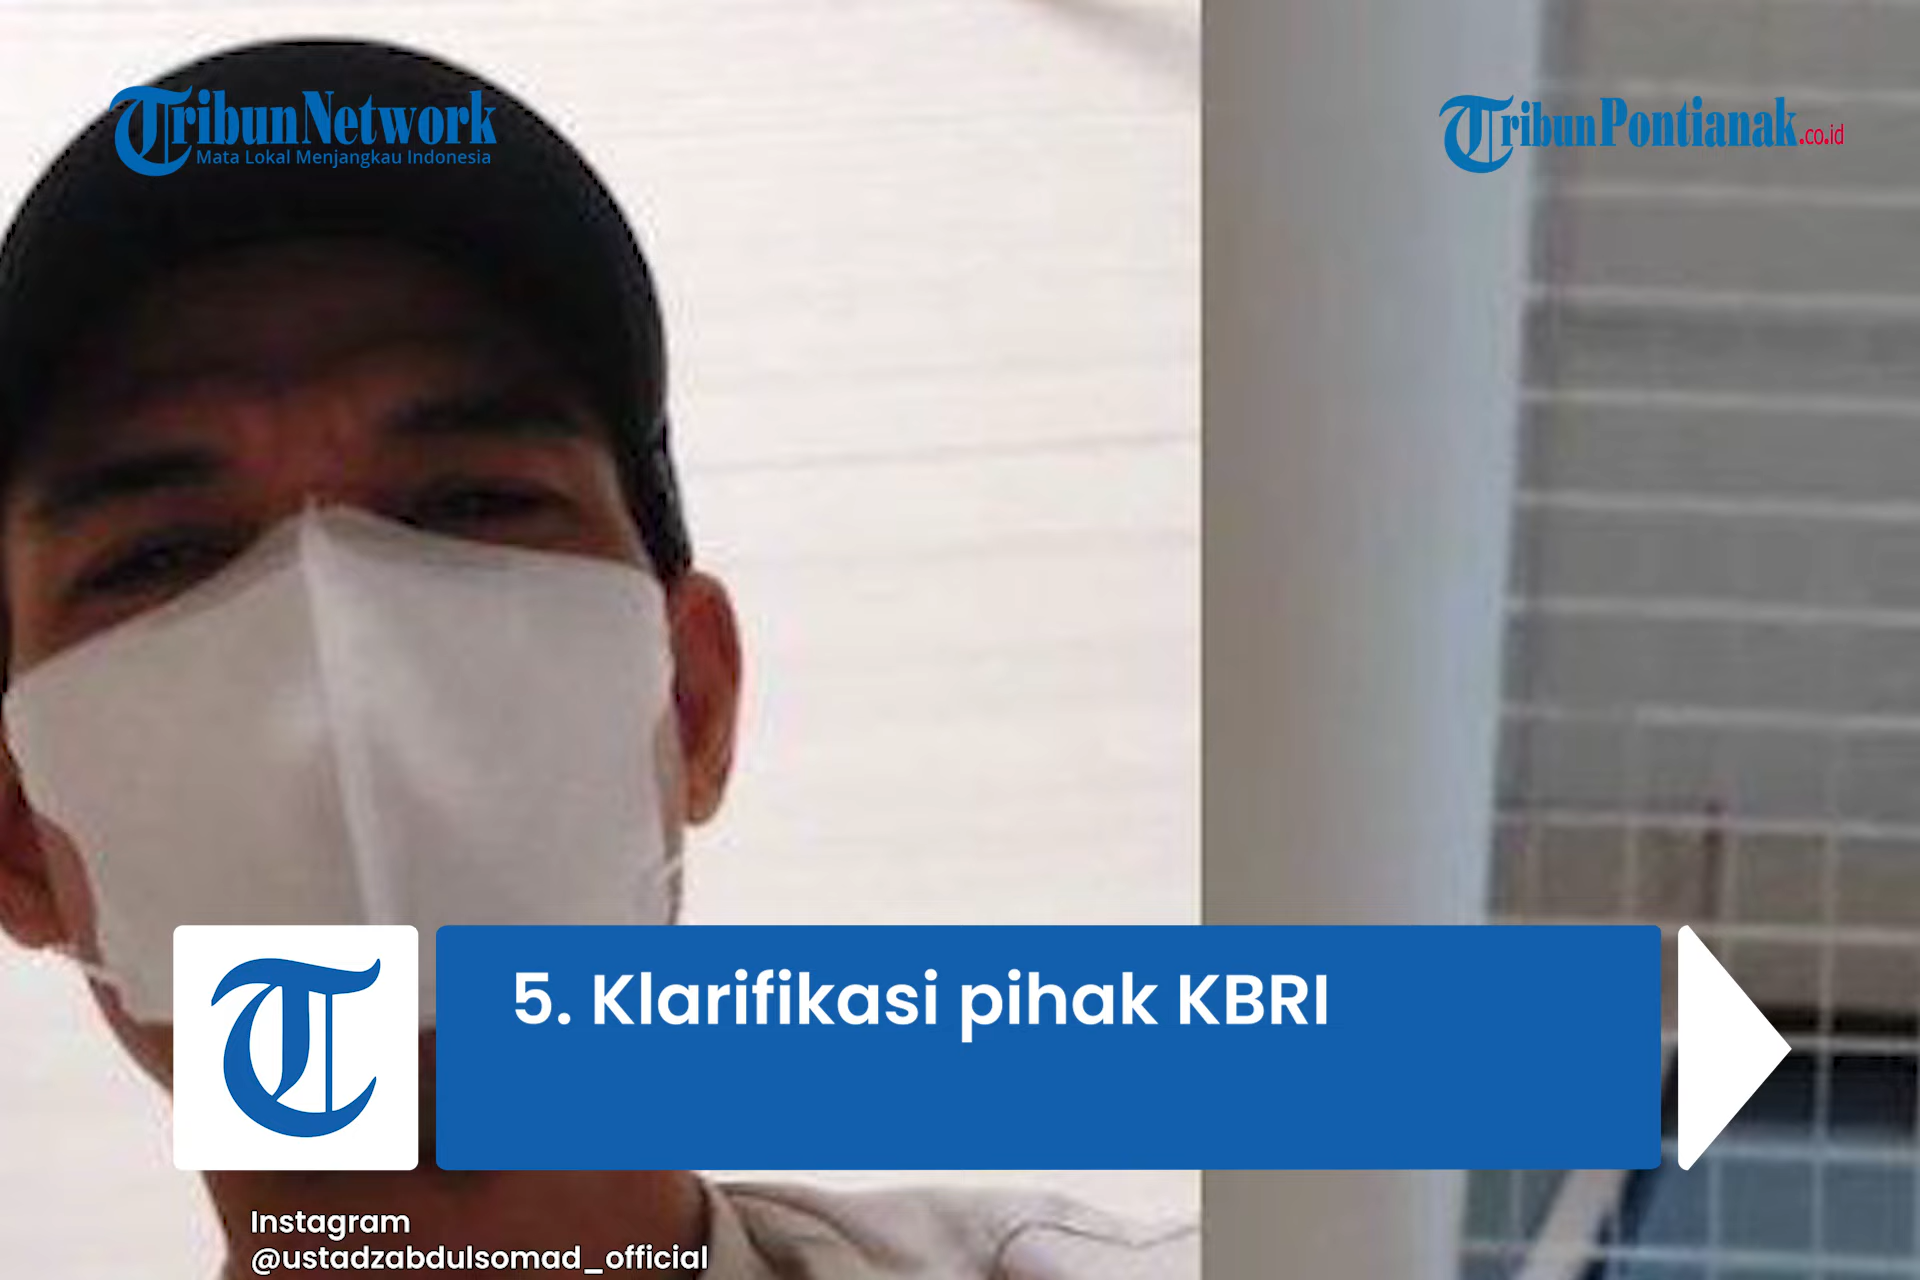 TribunNetwork
Mata Lokal Menjangkau Indonesia
TribunPontianak.co.id
5. Klarifikasi pihak KBRI
T
Instagram
@ustadzabdulsomad_official